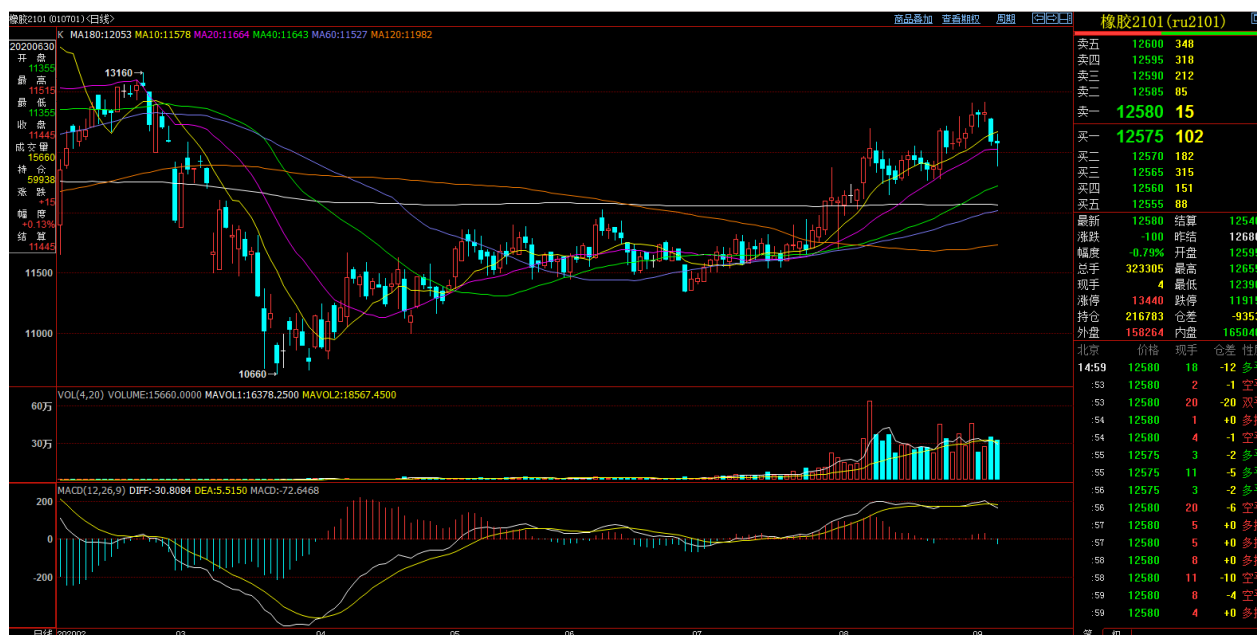 橡胶2101 (010701)<日线>
商品叠加 查看期权 周期
K MA180:12053 MA10:11578 MA20:11664 MA40:11643 MA60:11527 MA120:11982
20200630
开 盘
11355
最 高
11515
最 低
11355
收 盘
11445
成交量
15660
持 仓
59938
涨 跌
+15
幅 度
+0.13%
结 算
11445
13160→
10660→
11500
11000
VOL(4,20) VOLUME:15660.0000 MAVOL1:16378.2500 MAVOL2:18567.4500
60万
30万
MACD(12,26,9) DIFF:-30.8084 DEA:5.5150 MACD:-72.6468
200
0
-200
日线 202002 03 04 05 06 07 08 09
橡胶2101(ru2101)
卖五 12600 348
卖四 12595 318
卖三 12590 212
卖二 12585 85
卖一 12580 15
买一 12575 102
买二 12570 182
买三 12565 315
买四 12560 151
买五 12555 88
最新 12580 结算
涨跌 -100 昨结
幅度 -0.79% 开盘
总手 323305 最高
现手 4 最低
涨停 13440 跌停
持仓 216783 仓差
外盘 158264 内盘
北京 价格 现手 仓差
14:59 12580 18 -12
:53 12580 2 -1
:53 12580 20 -20
:54 12580 1 +0
:54 12580 4 -1
:55 12575 3 -2
:55 12575 11 -5
:56 12575 3 -2
:56 12580 20 -6
:57 12580 5 +0
:57 12580 5 +0
:58 12580 8 +0
:58 12580 11 -10
:59 12580 8 -4
:59 12580 4 +0